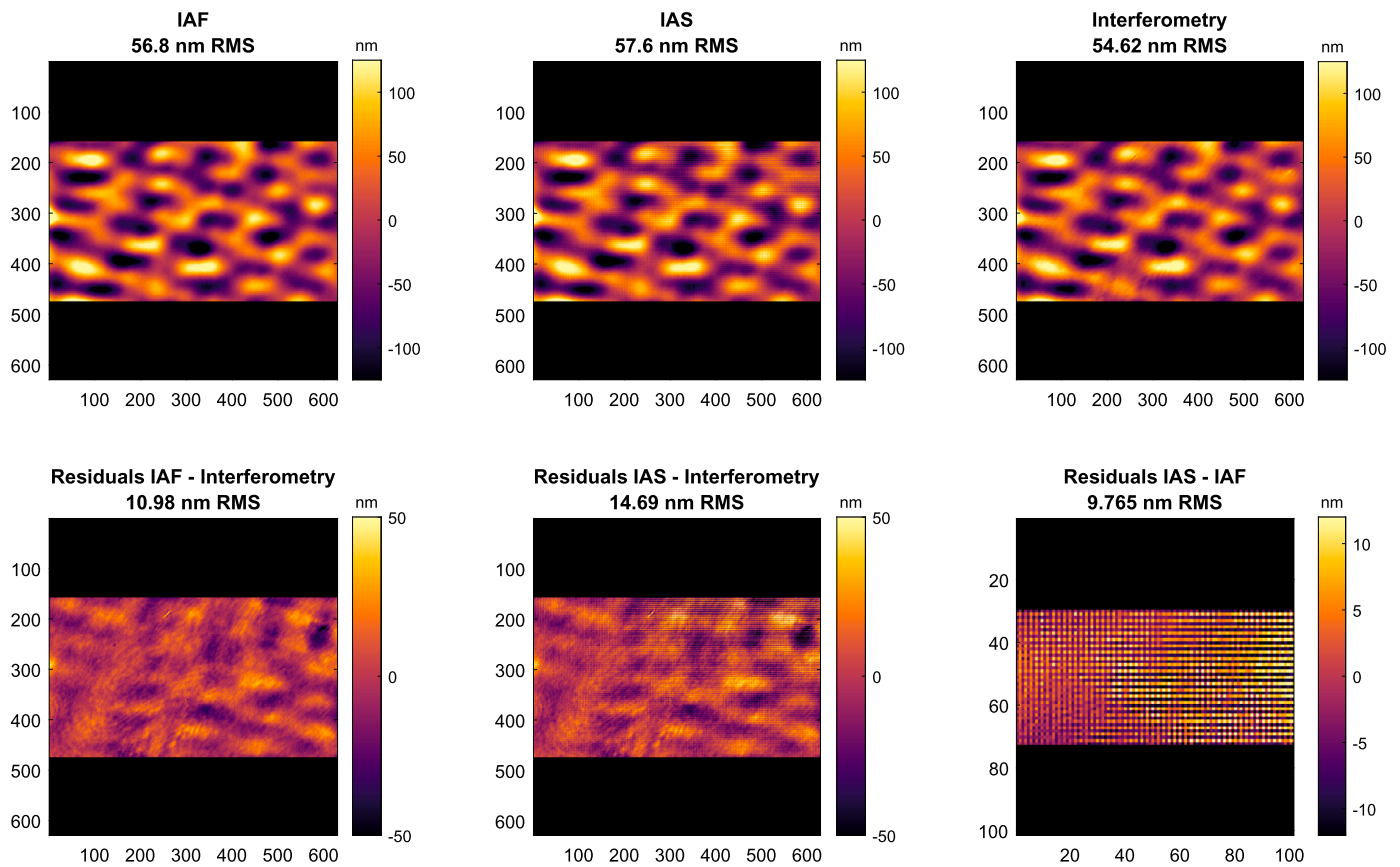 IAF
56.8 nm RMS
nm
100
200
300
400
500
600
100 200 300 400 500 600
100
50
0
-50
-100
IAS
57.6 nm RMS
nm
100
200
300
400
500
600
100 200 300 400 500 600
100
50
0
-50
-100
Interferometry
54.62 nm RMS
nm
100
200
300
400
500
600
100 200 300 400 500 600
100
50
0
-50
-100
Residuals IAF - Interferometry
10.98 nm RMS
nm
100
200
300
400
500
600
100 200 300 400 500 600
50
0
-50
Residuals IAS - Interferometry
14.69 nm RMS
nm
100
200
300
400
500
600
100 200 300 400 500 600
50
0
-50
Residuals IAS - IAF
9.765 nm RMS
nm
20
40
60
80
100
20 40 60 80 100
10
5
0
-5
-10